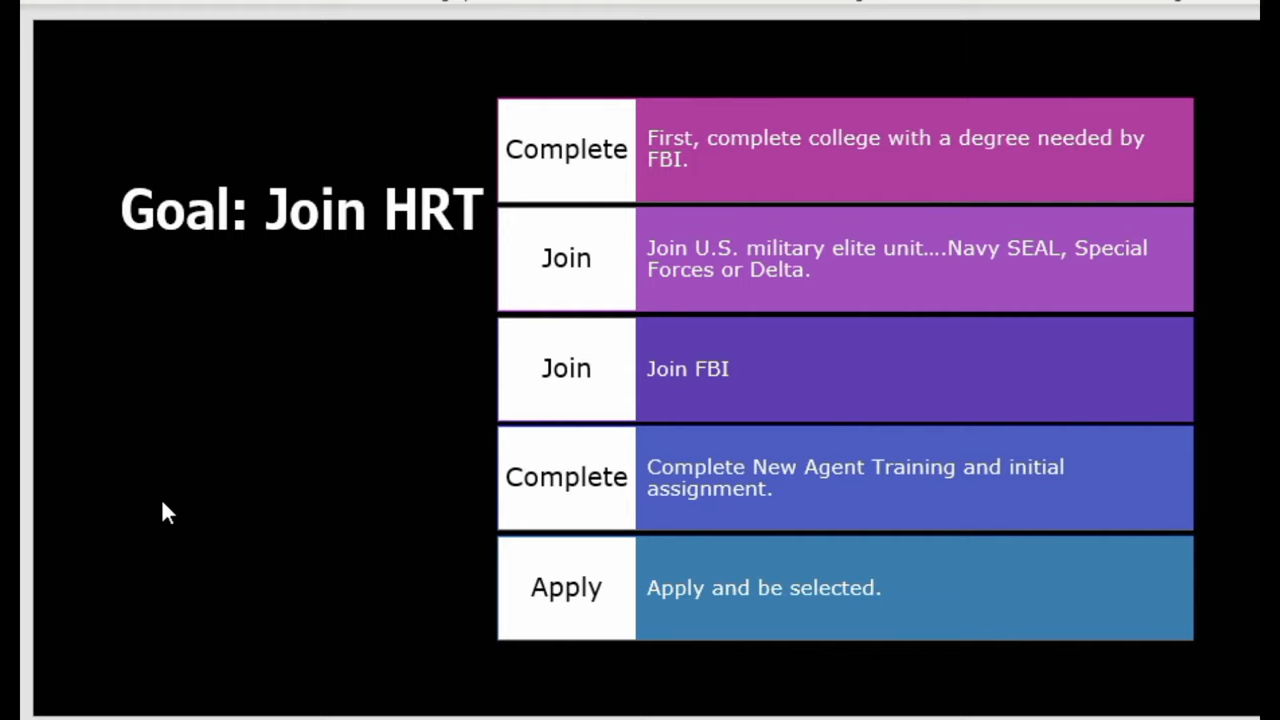 Goal: Join HRT
Complete
First, complete college with a degree needed by
FBI.
Join
Join U.S. military elite unit....Navy SEAL, Special
Forces or Delta.
Join
Join FBI
Complete
Complete New Agent Training and initial
assignment.
Apply
Apply and be selected.